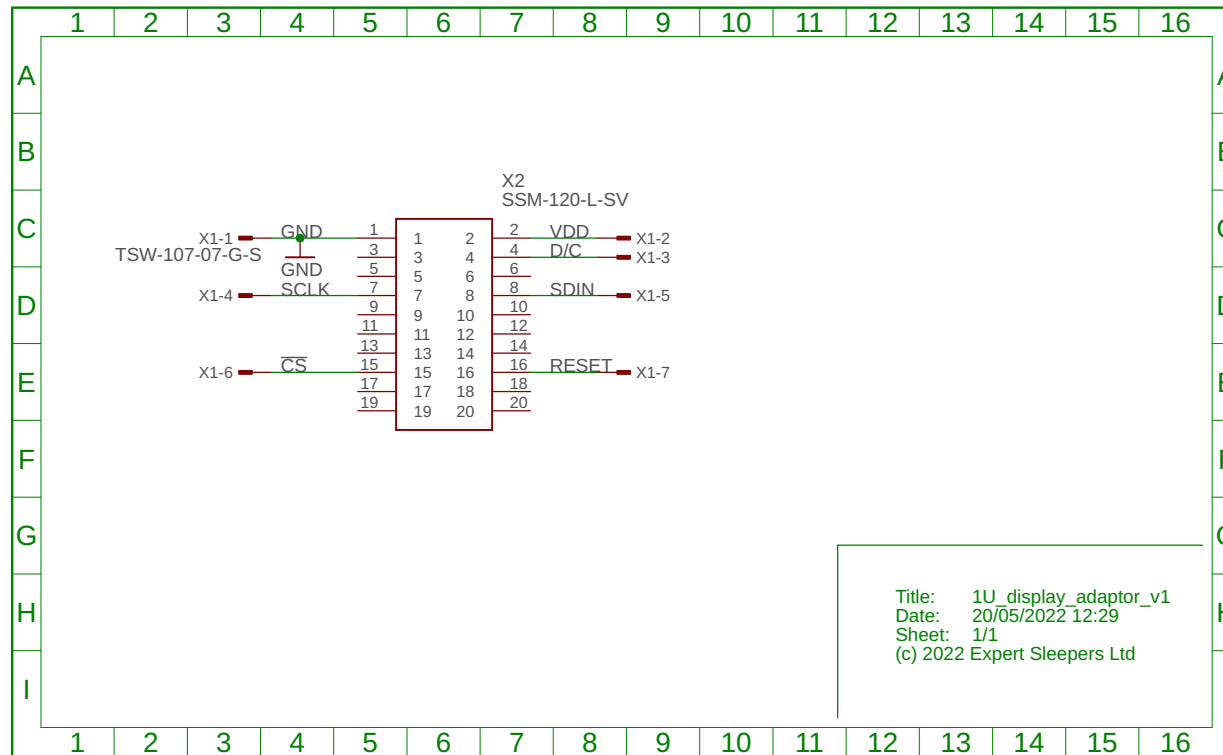 1 2 3 4 5 6 7 8 9 10 11 12 13 14 15 16
A
B
C
D
E
F
G
H
I
X2
SSM-120-L-SV
X1-1 GND 1 1 2 2 VDD X1-2
TSW-107-07-G-S 3 3 4 4 D/C X1-3
GND 5 5 6 6
X1-4 SCLK 7 7 8 8 SDIN X1-5
9 9 10 10
11 11 12 12
13 13 14 14
X1-6 C̅S̅ 15 15 16 16 RESET X1-7
17 17 18 18
19 19 20 20
Title: 1U_display_adaptor_v1
Date: 20/05/2022 12:29
Sheet: 1/1
(c) 2022 Expert Sleepers Ltd
1 2 3 4 5 6 7 8 9 10 11 12 13 14 15 16